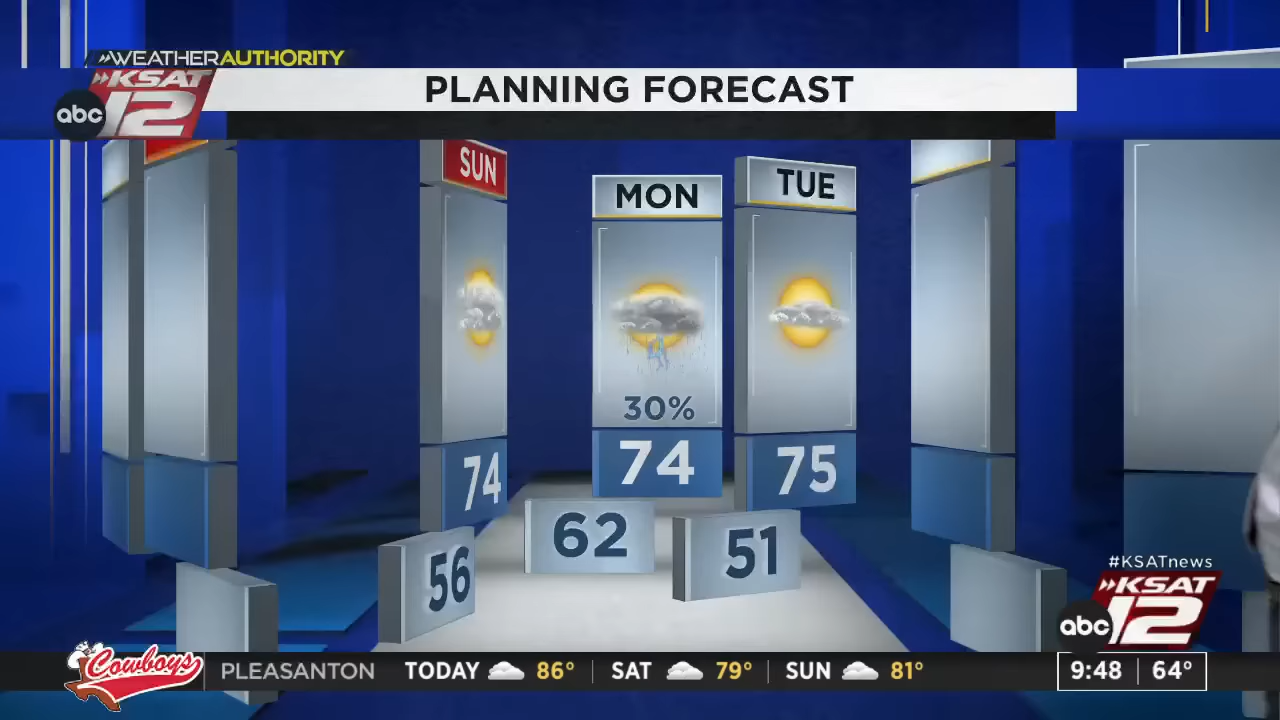 WEATHERAUTHORITY
KSAT
abc 12
PLANNING FORECAST
SUN
MON
TUE
30%
74
74
75
56
62
51
#KSATnews
KSAT
abc 12
Cowboys
PLEASANTON TODAY 86° SAT 79° SUN 81° 9:48 64°